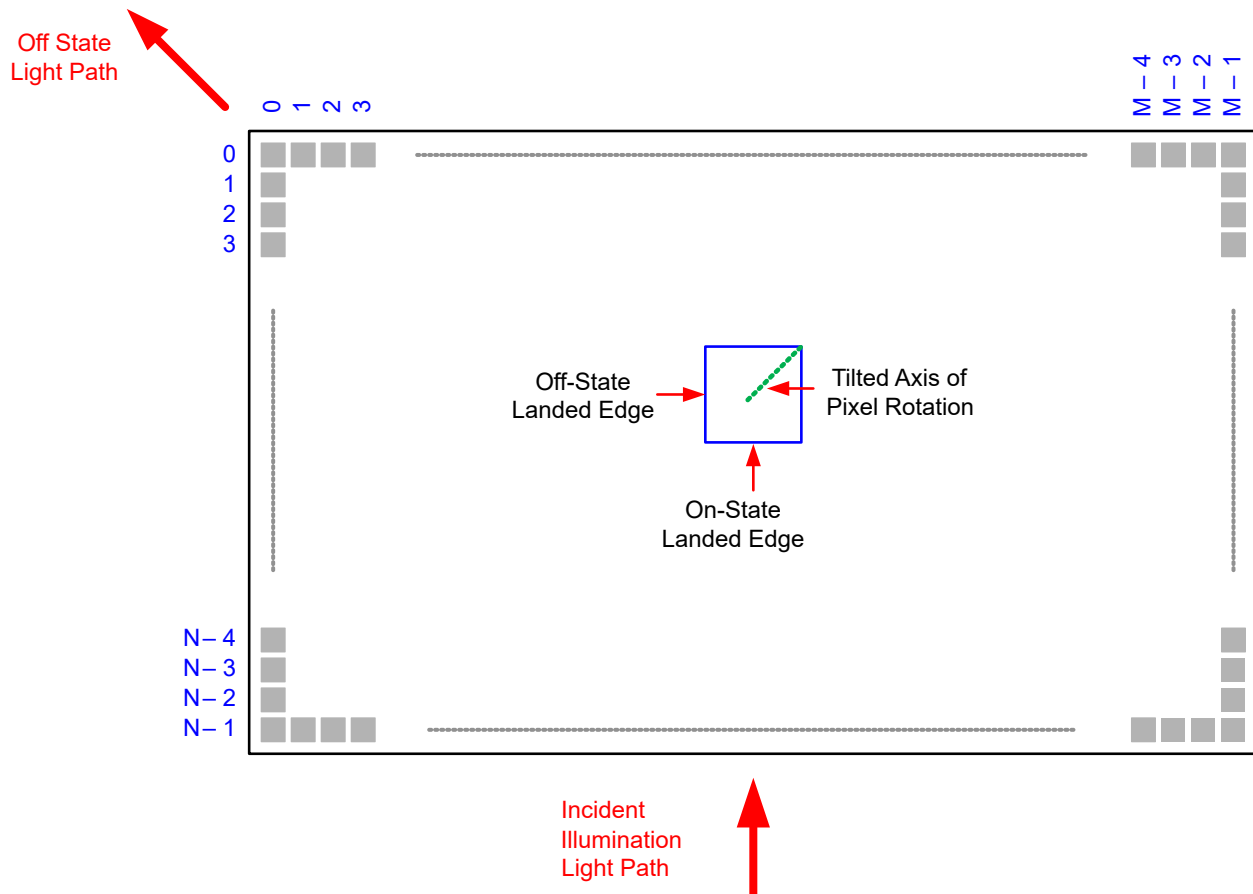 Off State
Light Path
0
1
2
3
M – 4
M – 3
M – 2
M – 1
0
1
2
3
Off-State
Landed Edge
Tilted Axis of
Pixel Rotation
On-State
Landed Edge
N – 4
N – 3
N – 2
N – 1
Incident
Illumination
Light Path